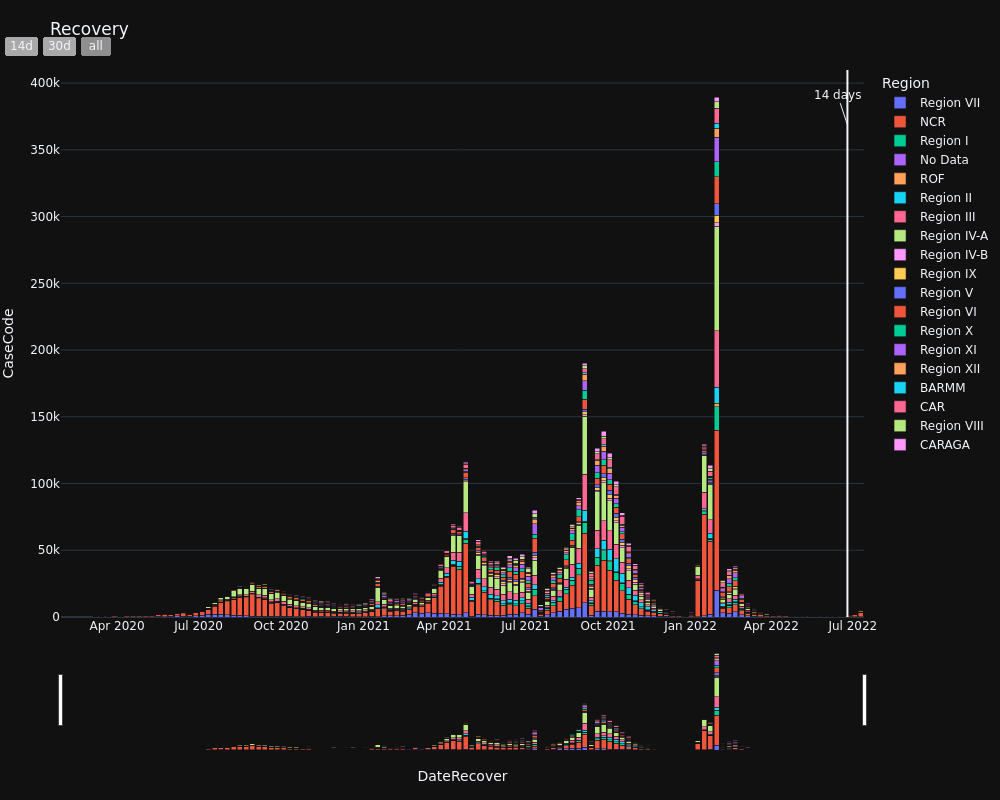 Recovery
14d 30d all
400k
350k
300k
250k
200k
150k
100k
50k
0
CaseCode
14 days
Apr 2020 Jul 2020 Oct 2020 Jan 2021 Apr 2021 Jul 2021 Oct 2021 Jan 2022 Apr 2022 Jul 2022
DateRecover
Region
Region VII
NCR
Region I
No Data
ROF
Region II
Region III
Region IV-A
Region IV-B
Region IX
Region V
Region VI
Region X
Region XI
Region XII
BARMM
CAR
Region VIII
CARAGA